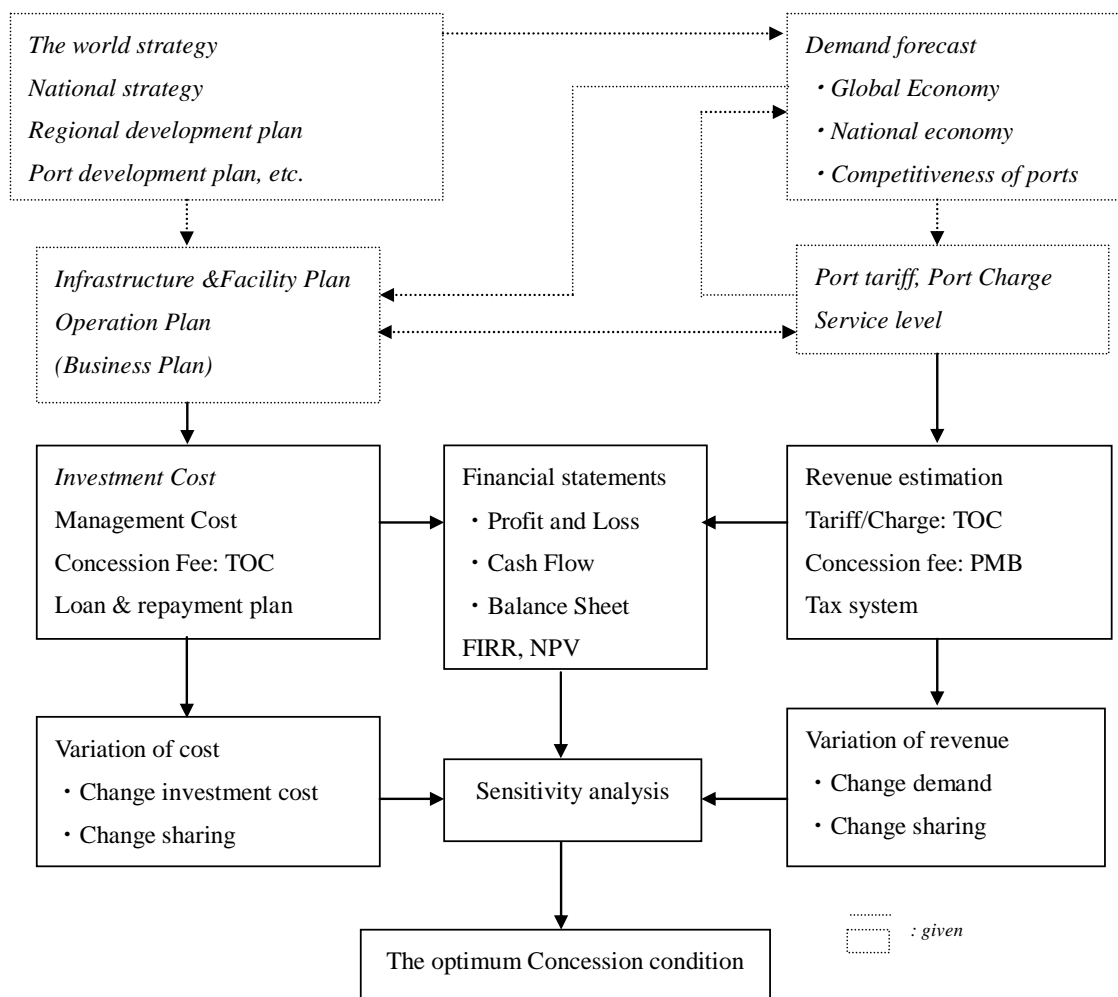 The world strategy
National strategy
Regional development plan
Port development plan, etc.
Demand forecast
・Global Economy
・National economy
・Competitiveness of ports
Infrastructure &Facility Plan
Operation Plan
(Business Plan)
Port tariff, Port Charge
Service level
Investment Cost
Management Cost
Concession Fee: TOC
Loan & repayment plan
Financial statements
・Profit and Loss
・Cash Flow
・Balance Sheet
FIRR, NPV
Revenue estimation
Tariff/Charge: TOC
Concession fee: PMB
Tax system
Variation of cost
・Change investment cost
・Change sharing
Sensitivity analysis
Variation of revenue
・Change demand
・Change sharing
: given
The optimum Concession condition